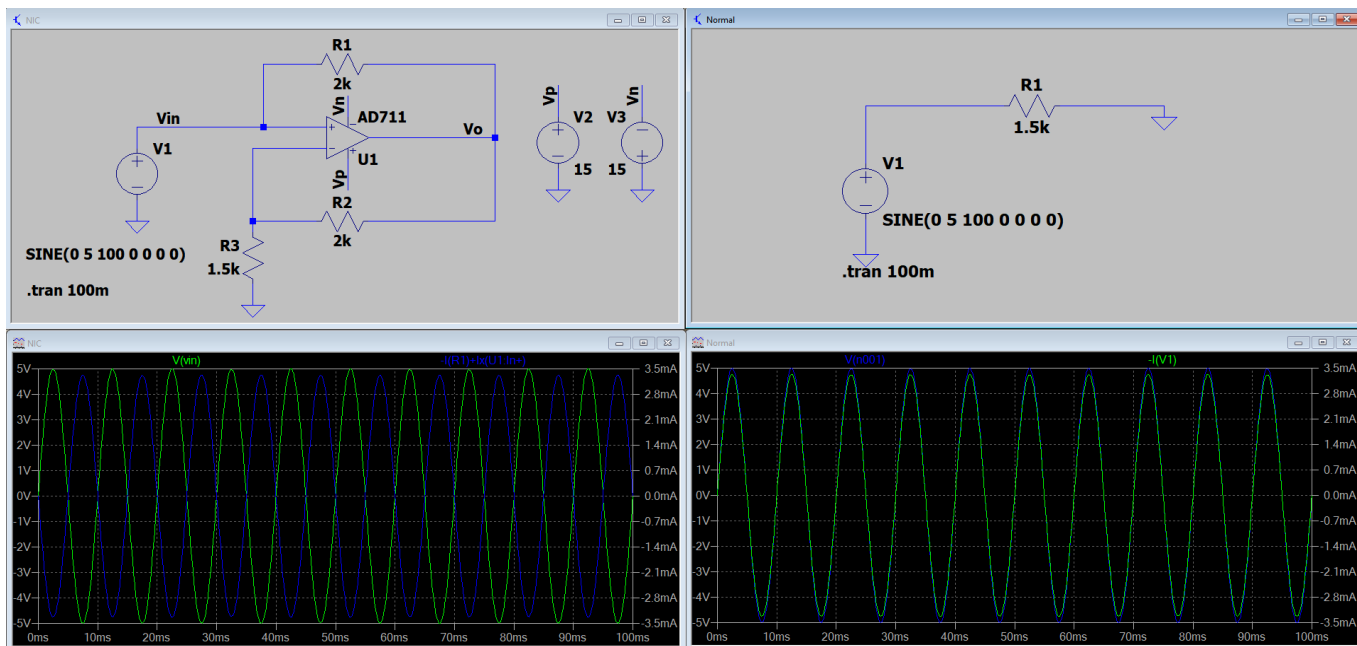 NIC
R1
2k
Vn
AD711
Vin
Vo
V1
U1
Vp
R2
2k
R3
1.5k
SINE(0 5 100 0 0 0 0)
.tran 100m
Vp
Vn
V2
V3
15
15
Normal
R1
1.5k
V1
SINE(0 5 100 0 0 0 0)
.tran 100m
NIC
V(vin)
-I(R1)+Ix(U1:In+)
5V
4V
3V
2V
1V
0V
-1V
-2V
-3V
-4V
-5V
3.5mA
2.8mA
2.1mA
1.4mA
0.7mA
0.0mA
-0.7mA
-1.4mA
-2.1mA
-2.8mA
-3.5mA
0ms 10ms 20ms 30ms 40ms 50ms 60ms 70ms 80ms 90ms 100ms
Normal
V(n001)
-I(V1)
5V
4V
3V
2V
1V
0V
-1V
-2V
-3V
-4V
-5V
3.5mA
2.8mA
2.1mA
1.4mA
0.7mA
0.0mA
-0.7mA
-1.4mA
-2.1mA
-2.8mA
-3.5mA
0ms 10ms 20ms 30ms 40ms 50ms 60ms 70ms 80ms 90ms 100ms